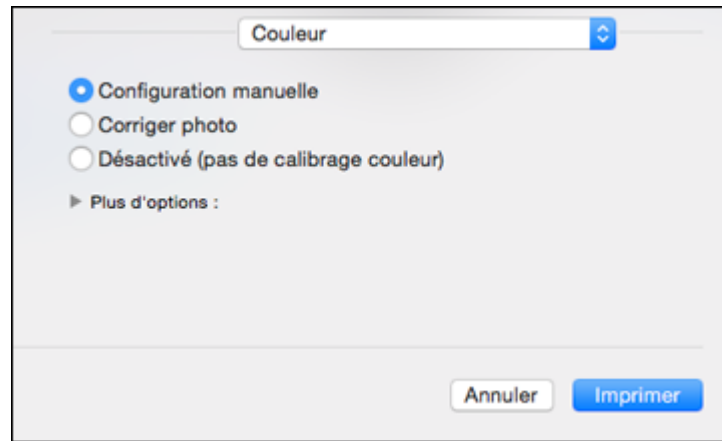 Couleur
Configuration manuelle
Corriger photo
Désactivé (pas de calibrage couleur)
Plus d'options :
Annuler
Imprimer